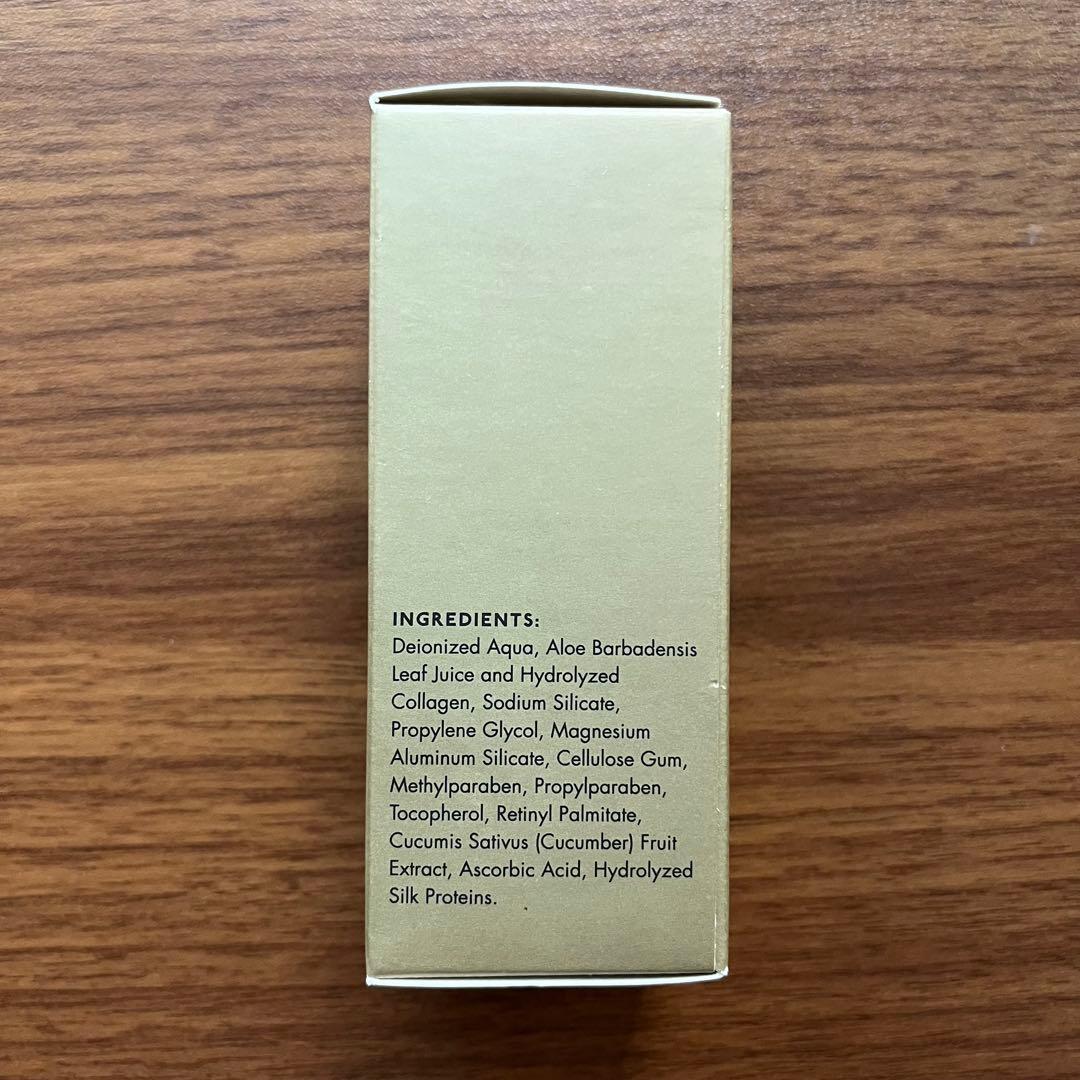 INGREDIENTS:
Deionized Aqua, Aloe Barbadensis
Leaf Juice and Hydrolyzed
Collagen, Sodium Silicate,
Propylene Glycol, Magnesium
Aluminum Silicate, Cellulose Gum,
Methylparaben, Propylparaben,
Tocopherol, Retinyl Palmitate,
Cucumis Sativus (Cucumber) Fruit
Extract, Ascorbic Acid, Hydrolyzed
Silk Proteins.